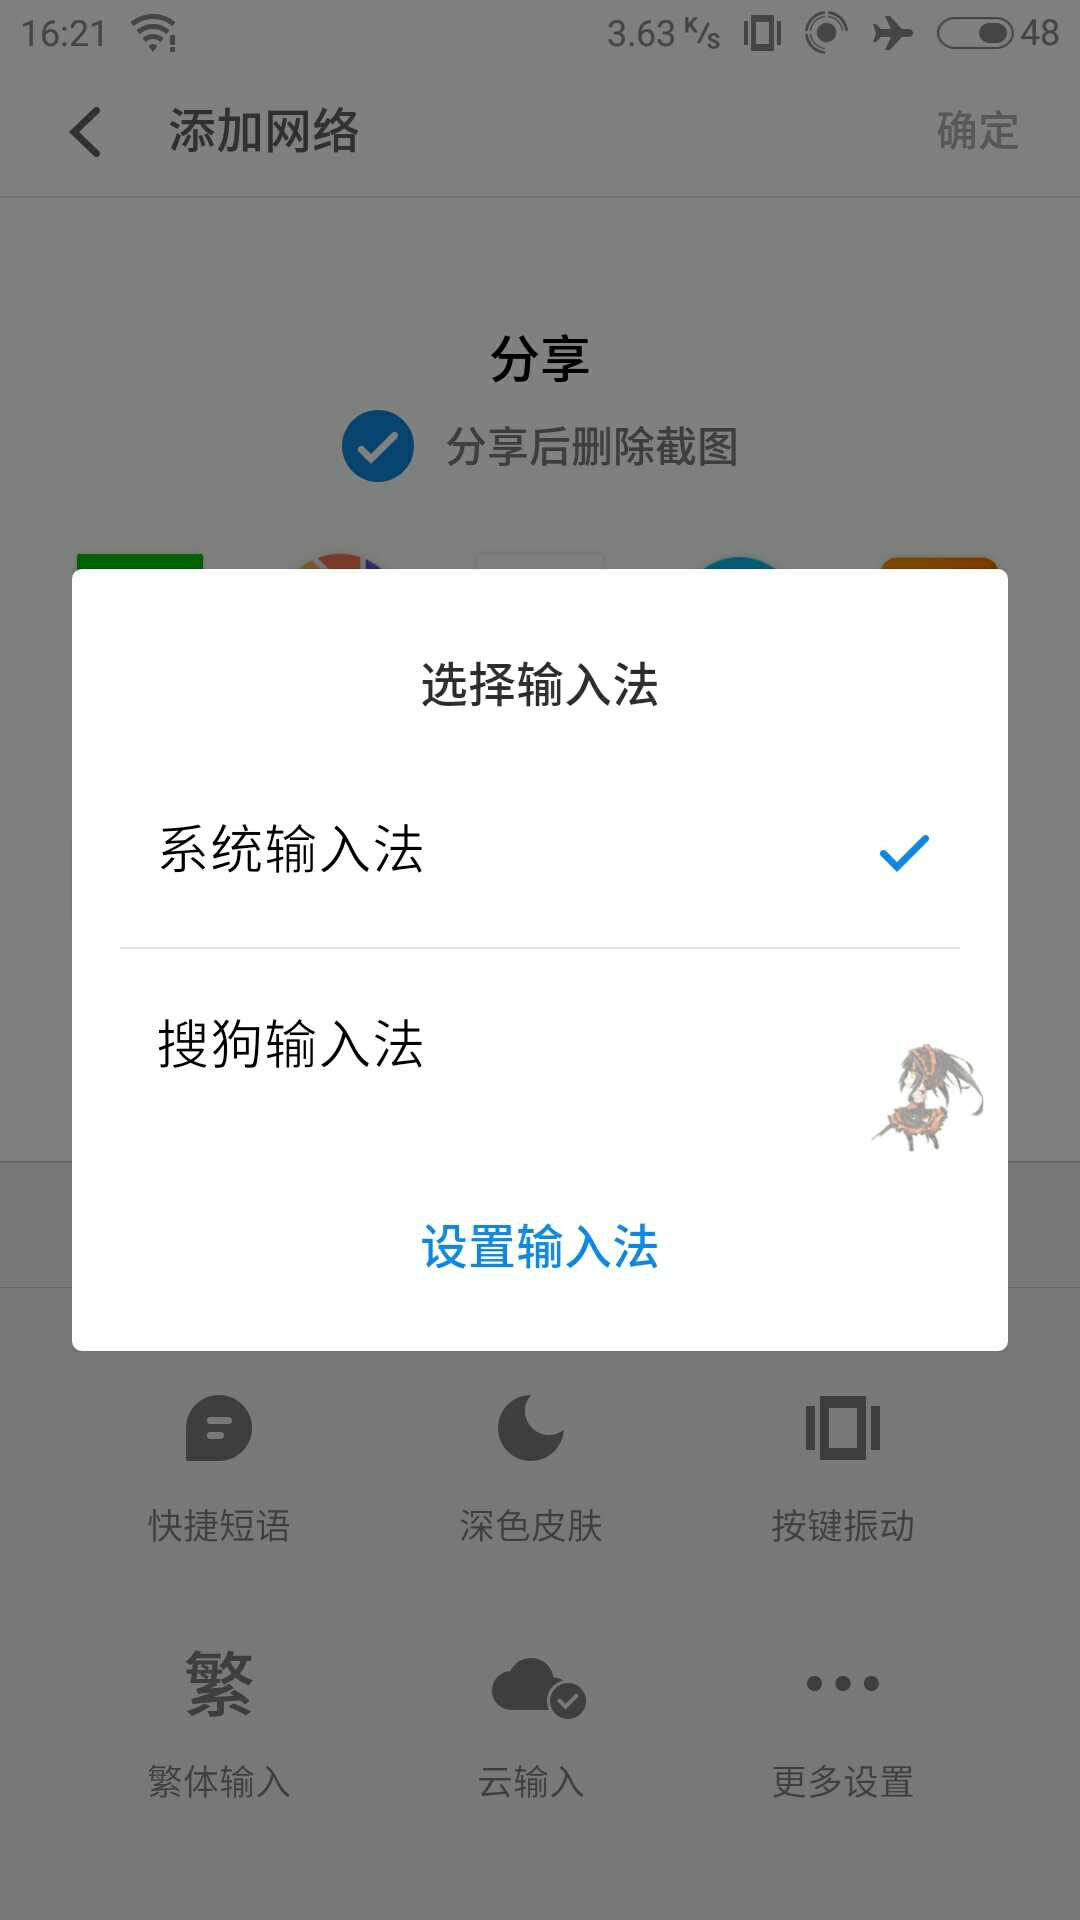 16:21 3.63 K/s 48
添加网络 确定
分享
分享后删除截图
选择输入法
系统输入法
搜狗输入法
设置输入法
快捷短语 深色皮肤 按键振动
繁
繁体输入 云输入 更多设置